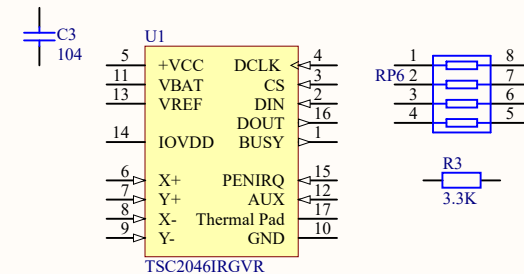 C3
104
U1
5 +VCC DCLK 4
11 VBAT CS 3
13 VREF DIN 2
DOUT 16
14 IOVDD BUSY 1
6 X+ PENIRQ 15
7 Y+ AUX 12
8 X- Thermal Pad 17
9 Y- GND 10
TSC2046IRGVR
1 8
RP6 2 7
3 6
4 5
R3
3.3K